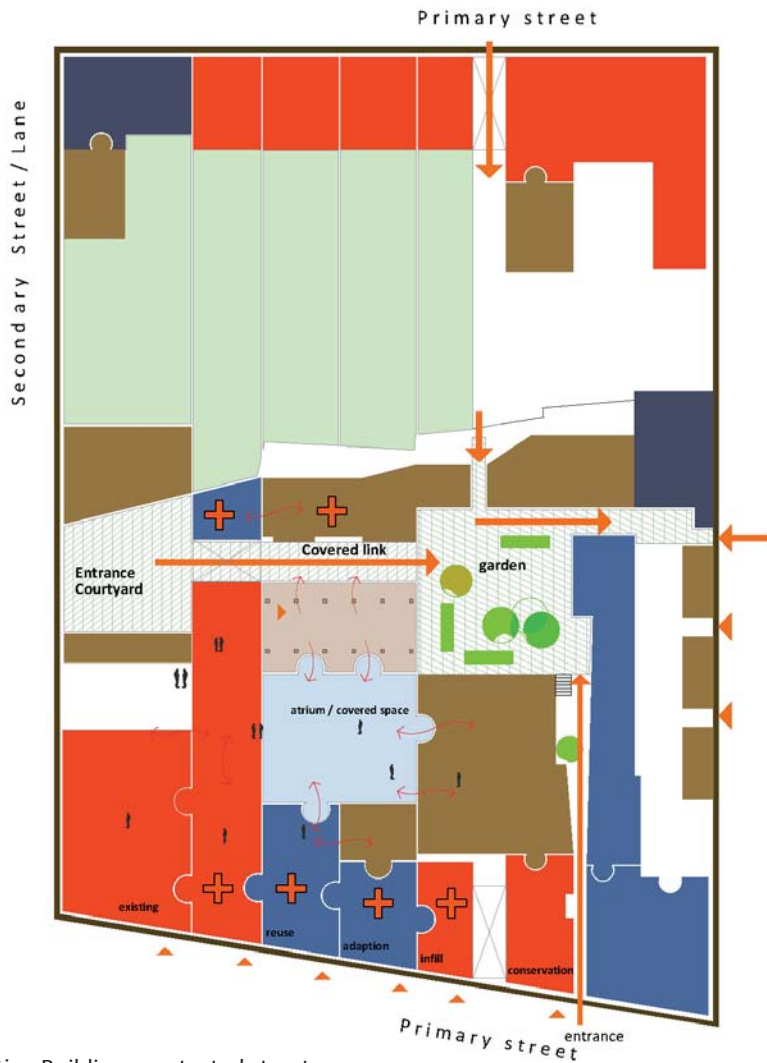 Primary street
Secondary Street/Lane
Covered link
Entrance
Courtyard
garden
atrium / covered space
existing
reuse
adaption
infill
conservation
Primary street
entrance